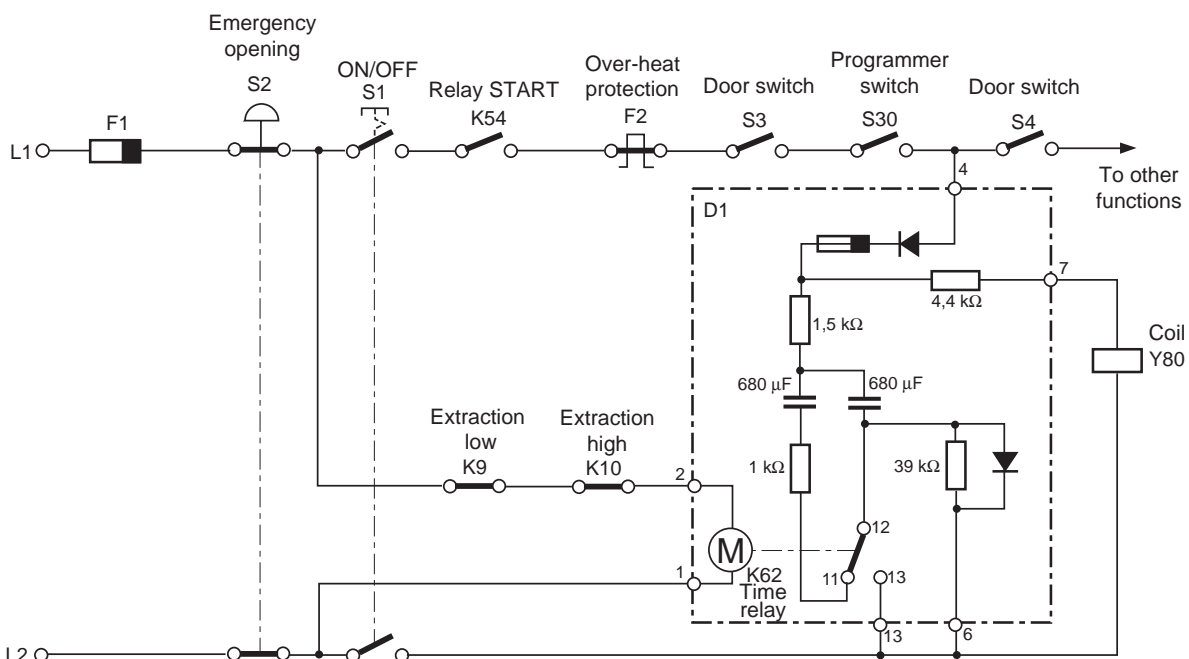 Emergency
opening
S2
ON/OFF
S1
Relay START
K54
Over-heat
protection
F2
Door switch
S3
Programmer
switch
S30
Door switch
S4
F1
L1
To other
functions
4
D1
7
4,4 kΩ
1,5 kΩ
Coil
Y80
680 µF
680 µF
Extraction
low
K9
Extraction
high
K10
2
1 kΩ
39 kΩ
12
M
1
K62
Time
relay
11
13
13
6
L2